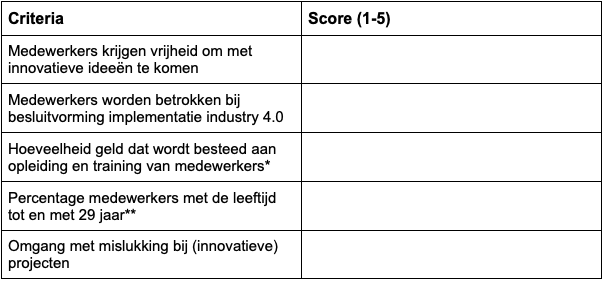 Criteria
Score (1-5)
Medewerkers krijgen vrijheid om met
innovatieve ideeën te komen
Medewerkers worden betrokken bij
besluitvorming implementatie industry 4.0
Hoeveelheid geld dat wordt besteed aan
opleiding en training van medewerkers*
Percentage medewerkers met de leeftijd
tot en met 29 jaar**
Omgang met mislukking bij (innovatieve)
projecten